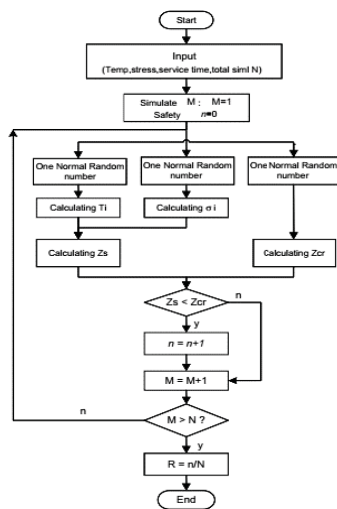 Start
Input
(Temp,stress,service time,total siml N)
Simulate M : M=1
Safety n=0
One Normal Random
number
One Normal Random
number
One Normal Random
number
Calculating Ti
Calculating σ i
Calculating Zs
Calculating Zcr
Zs < Zcr
n
y
n = n+1
M = M+1
n
M > N ?
y
R = n/N
End